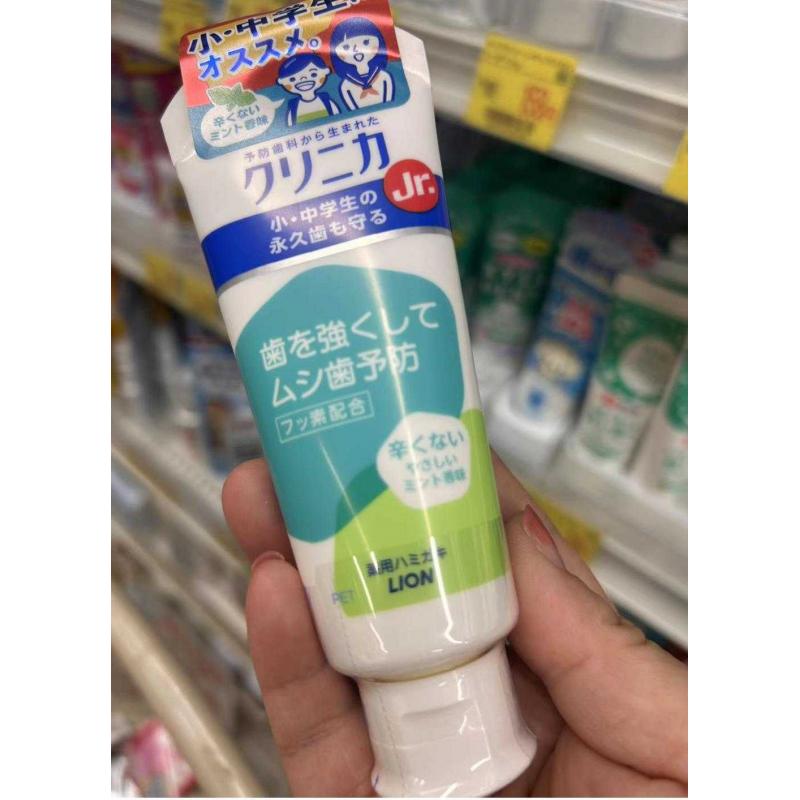 小・中学生に
オススメ。
辛くない
ミント香味
予防歯科から生まれた
クリニカ
Jr.
小・中学生の
永久歯も守る
歯を強くして
ムシ歯予防
フッ素配合
辛くない
やさしい
ミント香味
薬用ハミガキ
LION
PET